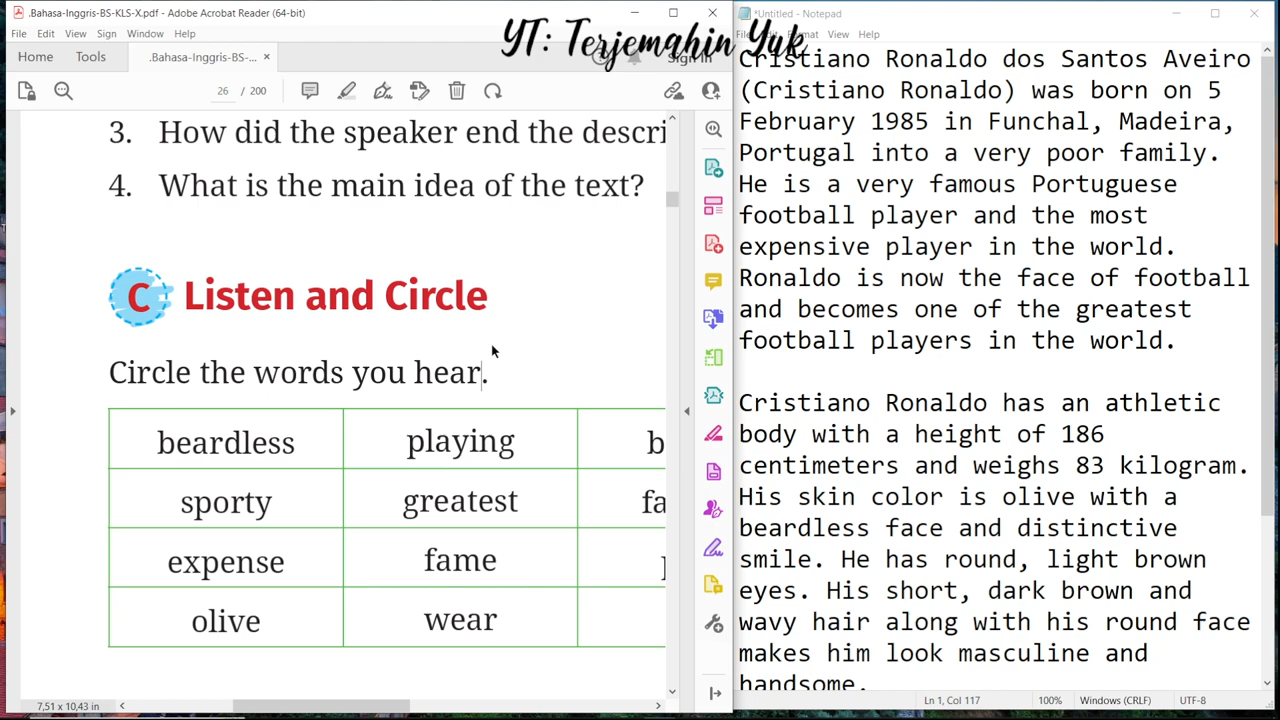 .Bahasa-Inggris-BS-KLS-X.pdf - Adobe Acrobat Reader (64-bit)
File Edit View Sign Window Help
Home Tools .Bahasa-Inggris-BS-... × Sign In
26 / 200
YT: Terjemahin Yuk
3. How did the speaker end the descri
4. What is the main idea of the text?
C Listen and Circle
Circle the words you hear.
beardless playing b
sporty greatest fa
expense fame
olive wear
7,51 x 10,43 in
*Untitled - Notepad
Format View Help
Cristiano Ronaldo dos Santos Aveiro
(Cristiano Ronaldo) was born on 5
February 1985 in Funchal, Madeira,
Portugal into a very poor family.
He is a very famous Portuguese
football player and the most
expensive player in the world.
Ronaldo is now the face of football
and becomes one of the greatest
football players in the world.
Cristiano Ronaldo has an athletic
body with a height of 186
centimeters and weighs 83 kilogram.
His skin color is olive with a
beardless face and distinctive
smile. He has round, light brown
eyes. His short, dark brown and
wavy hair along with his round face
makes him look masculine and
handsome.
Ln 1, Col 117 100% Windows (CRLF) UTF-8